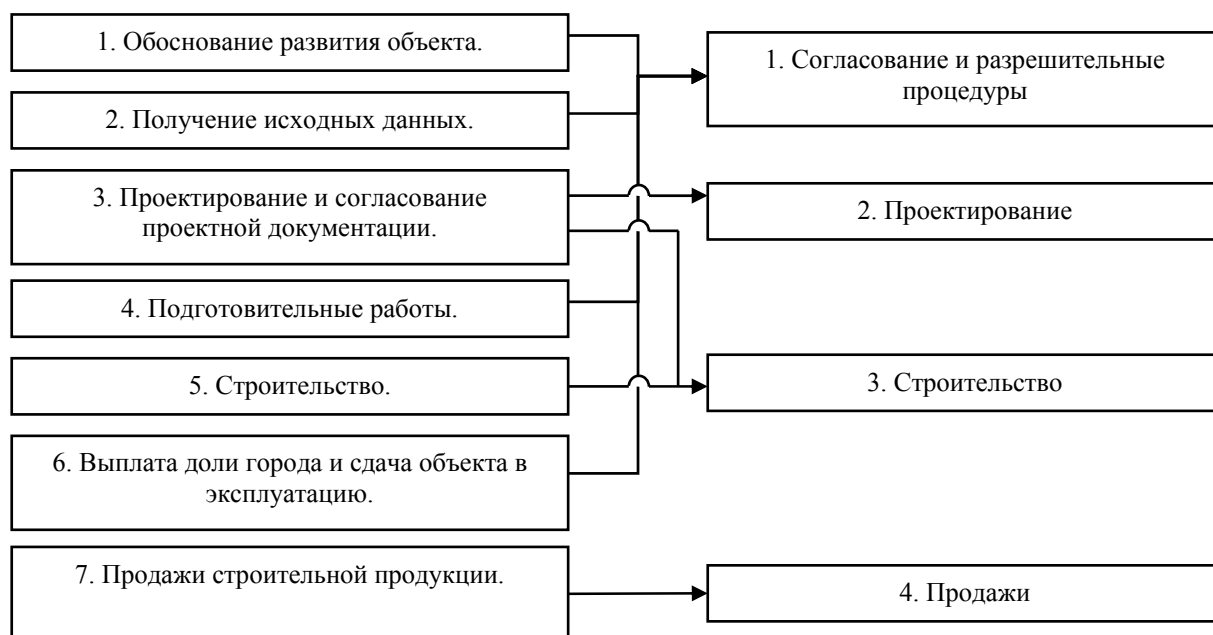 1. Обоснование развития объекта.
2. Получение исходных данных.
3. Проектирование и согласование
проектной документации.
4. Подготовительные работы.
5. Строительство.
6. Выплата доли города и сдача объекта в
эксплуатацию.
7. Продажи строительной продукции.
1. Согласование и разрешительные
процедуры
2. Проектирование
3. Строительство
4. Продажи